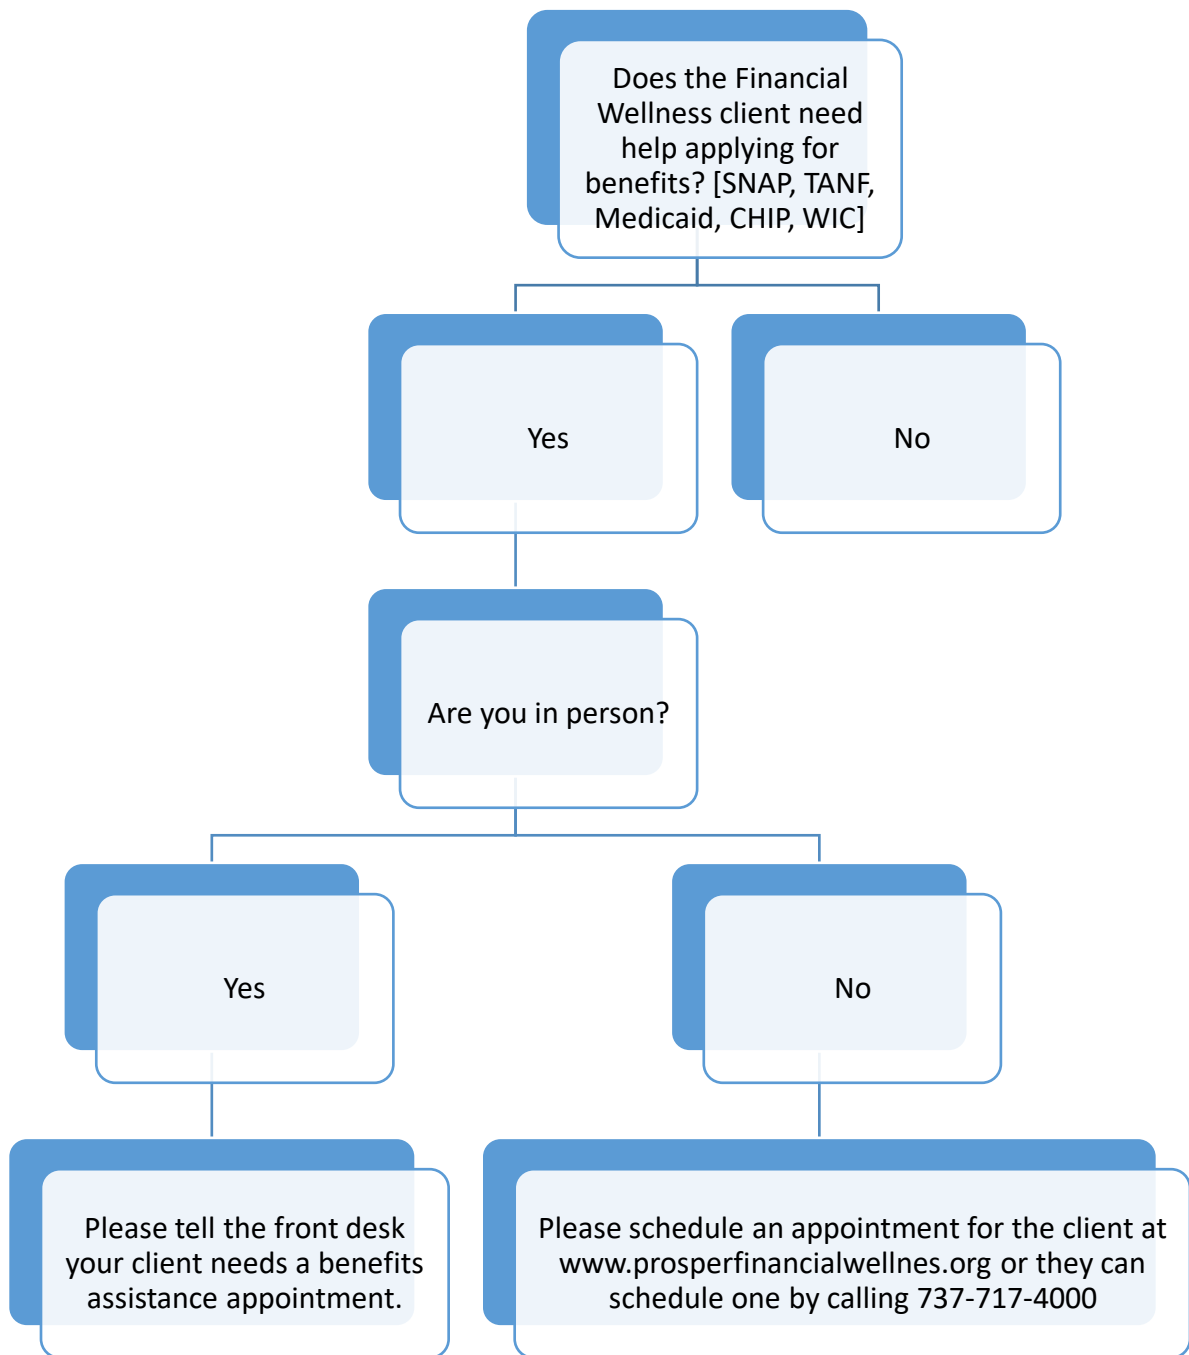 Does the Financial
Wellness client need
help applying for
benefits? [SNAP, TANF,
Medicaid, CHIP, WIC]
Yes
No
Are you in person?
Yes
No
Please tell the front desk
your client needs a benefits
assistance appointment.
Please schedule an appointment for the client at
www.prosperfinancialwellnes.org or they can
schedule one by calling 737-717-4000